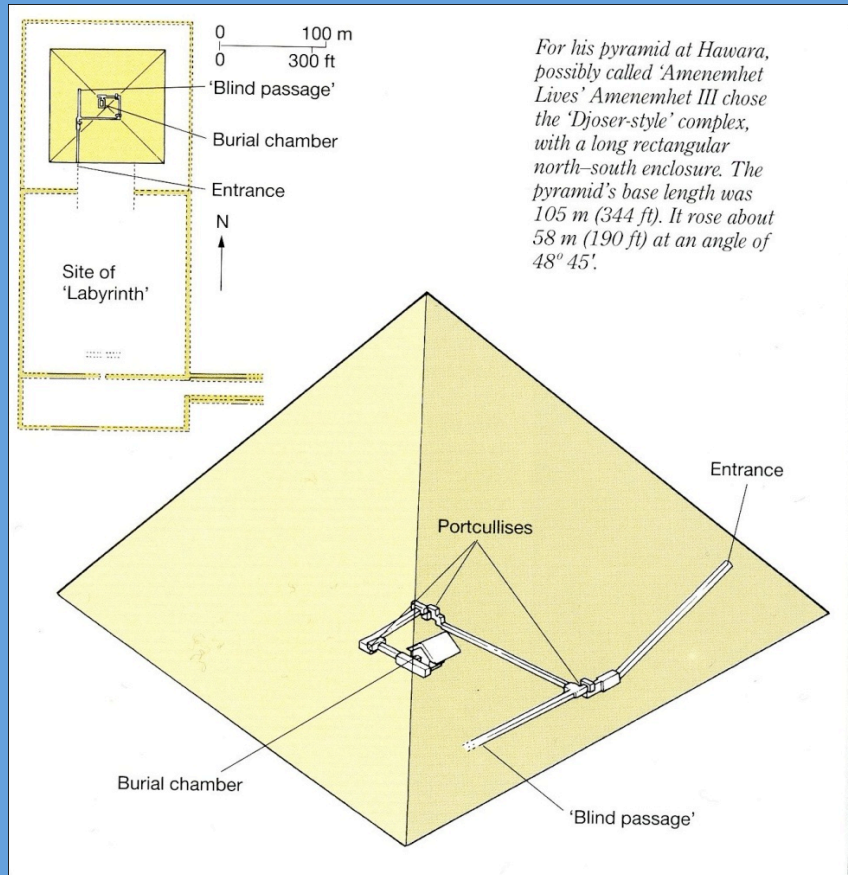 0 100 m
0 300 ft
'Blind passage'
Burial chamber
Entrance
N
Site of
'Labyrinth'
For his pyramid at Hawara,
possibly called 'Amenemhet
Lives' Amenemhet III chose
the 'Djoser-style' complex,
with a long rectangular
north–south enclosure. The
pyramid's base length was
105 m (344 ft). It rose about
58 m (190 ft) at an angle of
48° 45'.
Entrance
Portcullises
Burial chamber
'Blind passage'